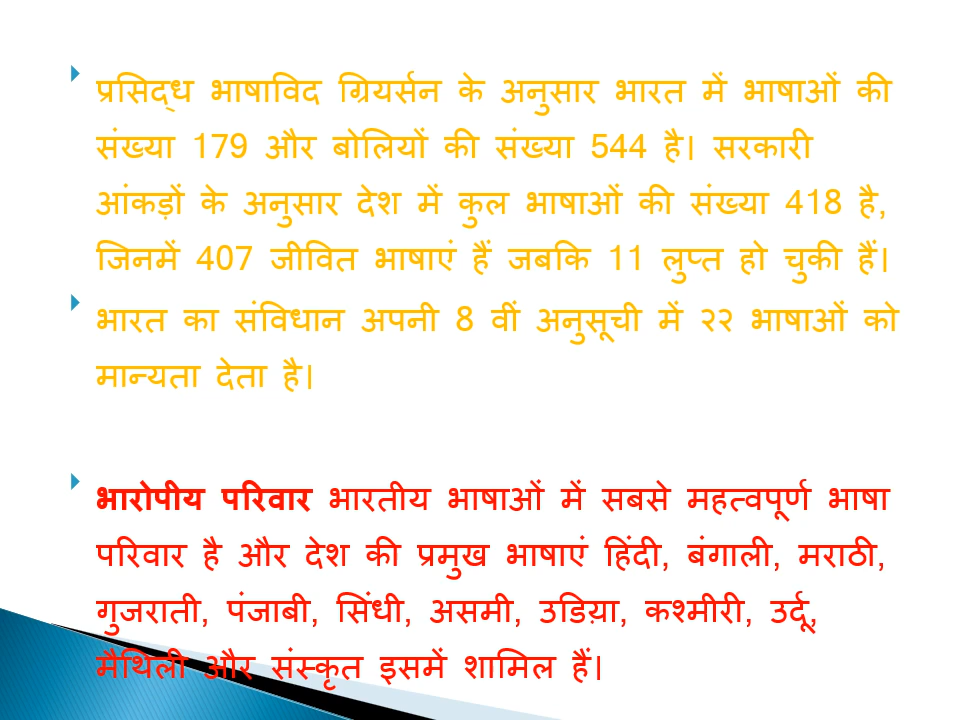 प्रसिद्ध भाषाविद ग्रियर्सन के अनुसार भारत में भाषाओं की
संख्या 179 और बोलियों की संख्या 544 है। सरकारी
आंकड़ों के अनुसार देश में कुल भाषाओं की संख्या 418 है,
जिनमें 407 जीवित भाषाएं हैं जबकि 11 लुप्त हो चुकी हैं।
भारत का संविधान अपनी 8 वीं अनुसूची में २२ भाषाओं को
मान्यता देता है।
भारोपीय परिवार भारतीय भाषाओं में सबसे महत्वपूर्ण भाषा
परिवार है और देश की प्रमुख भाषाएं हिंदी, बंगाली, मराठी,
गुजराती, पंजाबी, सिंधी, असमी, उडिय़ा, कश्मीरी, उर्दू,
मैथिली और संस्कृत इसमें शामिल हैं।